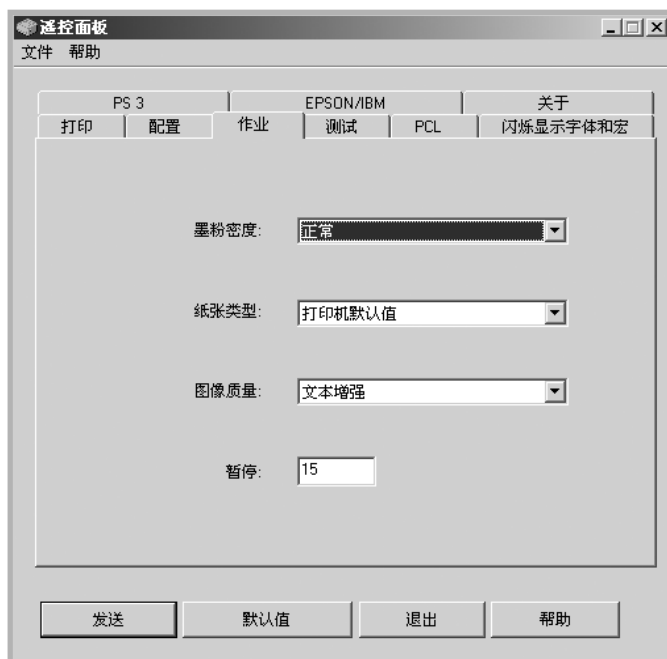 遥控面板
文件 帮助
PS 3 EPSON/IBM 关于
打印 配置 作业 测试 PCL 闪烁显示字体和宏
墨粉密度: 正常
纸张类型: 打印机默认值
图像质量: 文本增强
暂停: 15
发送 默认值 退出 帮助